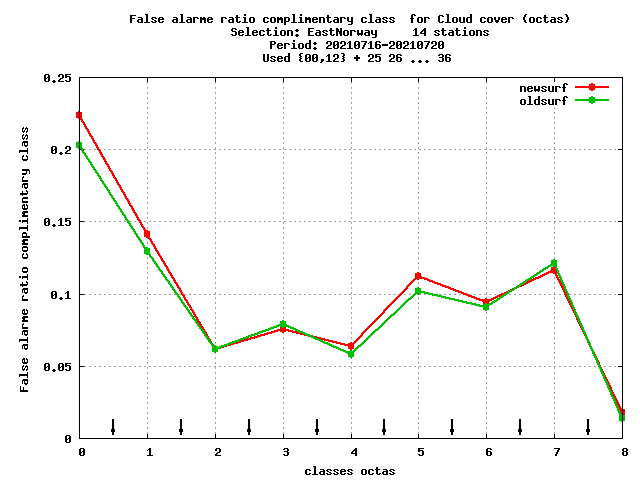 False alarme ratio complimentary class  for Cloud cover (octas)
Selection: EastNorway     14 stations
Period: 20210716-20210720
Used {00,12} + 25 26 ... 36
newsurf
oldsurf
0.25
0.2
0.15
0.1
0.05
0
False alarme ratio complimentary class
0 1 2 3 4 5 6 7 8
classes octas